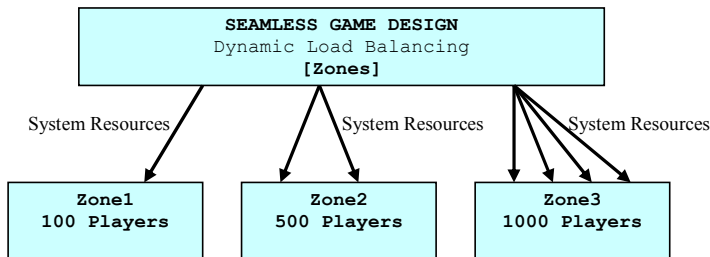 SEAMLESS GAME DESIGN
Dynamic Load Balancing
[Zones]
System Resources
System Resources
System Resources
Zone1
100 Players
Zone2
500 Players
Zone3
1000 Players